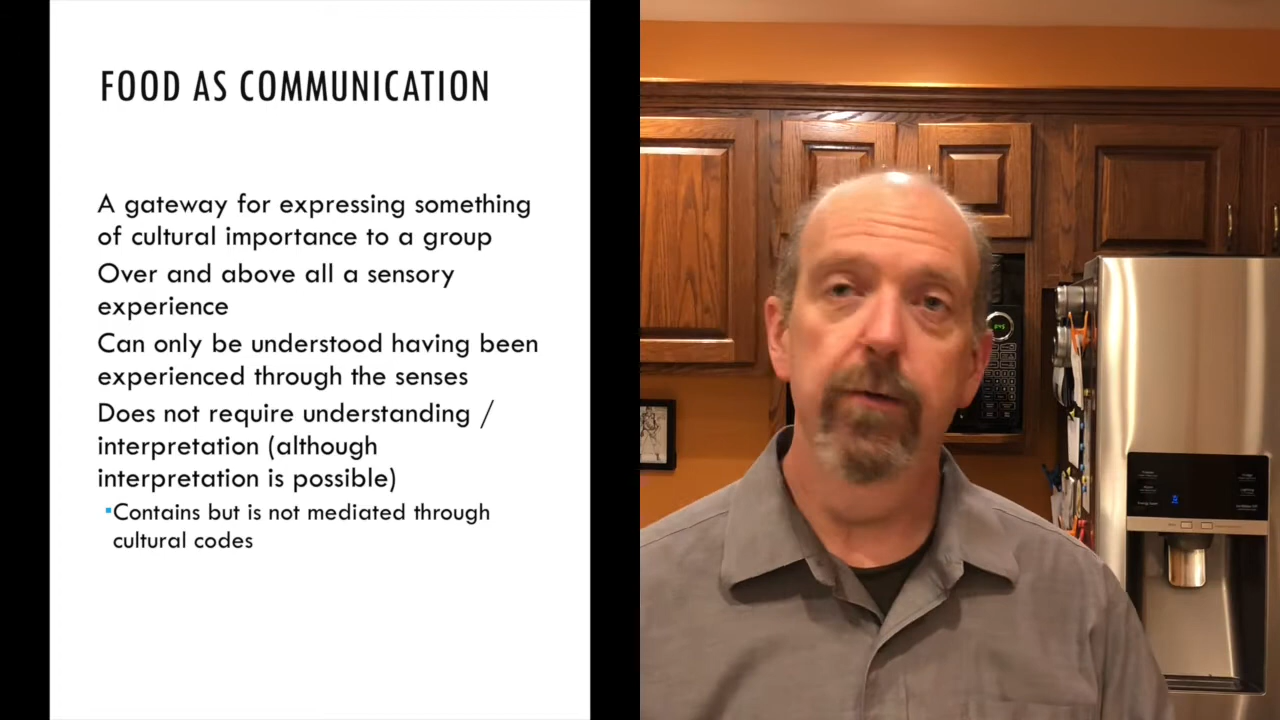 FOOD AS COMMUNICATION
A gateway for expressing something
of cultural importance to a group
Over and above all a sensory
experience
Can only be understood having been
experienced through the senses
Does not require understanding /
interpretation (although
interpretation is possible)
Contains but is not mediated through
cultural codes